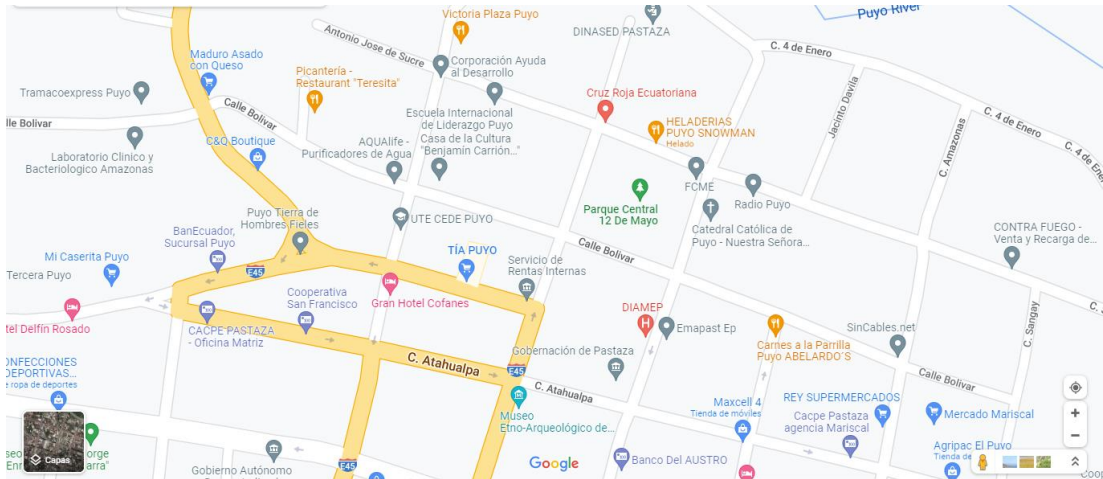 Victoria Plaza Puyo
DINASED PASTAZA
Puyo River
C. 4 de Enero
Antonio Jose de Sucre
Maduro Asado
con Queso
Corporación Ayuda
al Desarrollo
Picantería -
Restaurant "Teresita"
Tramacoexpress Puyo
Cruz Roja Ecuatoriana
Jacinto Davila
C. 4 de Enero
Calle Bolivar
lle Bolivar
Escuela Internacional
de Liderazgo Puyo
HELADERIAS
PUYO SNOWMAN
Helado
C. Amazonas
C. 4 de
C&Q Boutique
AQUAlife -
Purificadores de Agua
Casa de la Cultura
"Benjamín Carrión..."
Laboratorio Clinico y
Bacteriologico Amazonas
FCME
Radio Puyo
Parque Central
12 De Mayo
Puyo Tierra de
Hombres Fieles
UTE CEDE PUYO
Catedral Católica de
Puyo - Nuestra Señora...
CONTRA FUEGO -
Venta y Recarga de...
BanEcuador,
Sucursal Puyo
Calle Bolivar
TÍA PUYO
Mi Caserita Puyo
Servicio de
Rentas Internas
Tercera Puyo
E45
Cooperativa
San Francisco
Gran Hotel Cofanes
DIAMEP
C. Sangay
tel Delfín Rosado
CACPE PASTAZA
- Oficina Matriz
Emapast Ep
SinCables.net
Carnes a la Parrilla
Puyo ABELARDO´S
Gobernación de Pastaza
C. Atahualpa
E45
ONFECCIONES
DEPORTIVAS...
e ropa de deportes
C. Atahualpa
Calle Bolivar
Museo
Etno-Arqueológico de...
Maxcell 4
Tienda de móviles
REY SUPERMERCADOS
Cacpe Pastaza
agencia Mariscal
Mercado Mariscal
Capas
Agripac El Puyo
Tienda de
Gobierno Autónomo
E45
Google
Banco Del AUSTRO